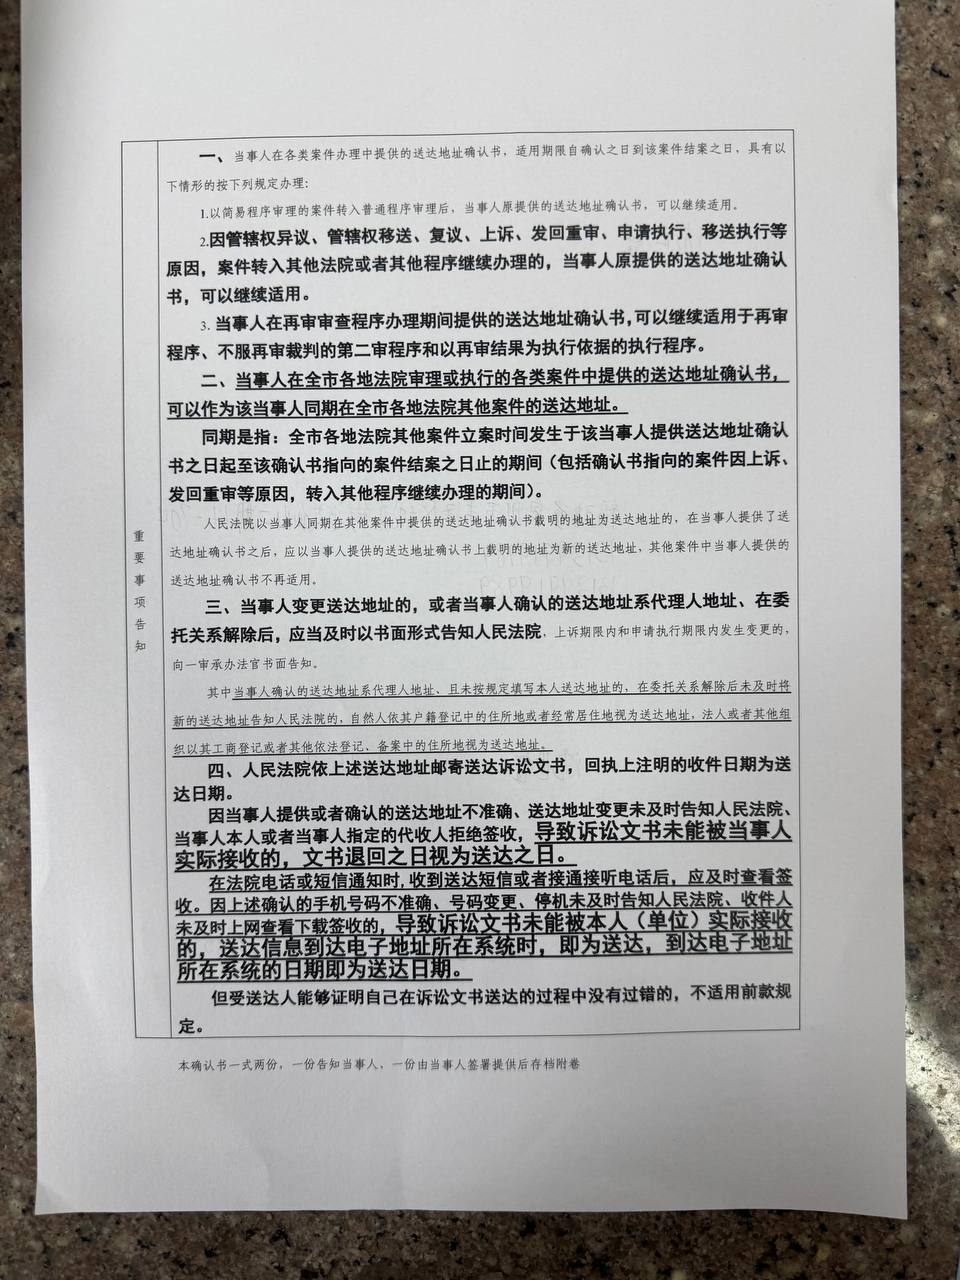 一、当事人在各类案件办理中提供的送达地址确认书，适用期限自确认之日到该案件结案之日，具有以
下情形的按下列规定办理:
1.以简易程序审理的案件转入普通程序审理后，当事人原提供的送达地址确认书，可以继续适用。
2.因管辖权异议、管辖权移送、复议、上诉、发回重审、申请执行、移送执行等
原因，案件转入其他法院或者其他程序继续办理的，当事人原提供的送达地址确认
书，可以继续适用。
3. 当事人在再审审查程序办理期间提供的送达地址确认书,可以继续适用于再审
程序、不服再审裁判的第二审程序和以再审结果为执行依据的执行程序。
二、当事人在全市各地法院审理或执行的各类案件中提供的送达地址确认书，
可以作为该当事人同期在全市各地法院其他案件的送达地址。
同期是指：全市各地法院其他案件立案时间发生于该当事人提供送达地址确认
书之日起至该确认书指向的案件结案之日止的期间（包括确认书指向的案件因上诉、
发回重审等原因，转入其他程序继续办理的期间）。
人民法院以当事人同期在其他案件中提供的送达地址确认书载明的地址为送达地址的，在当事人提供了送
达地址确认书之后，应以当事人提供的送达地址确认书上载明的地址为新的送达地址，其他案件中当事人提供的
送达地址确认书不再适用。
重要事项告知
三、当事人变更送达地址的，或者当事人确认的送达地址系代理人地址、在委
托关系解除后，应当及时以书面形式告知人民法院，上诉期限内和申请执行期限内发生变更的，
向一审承办法官书面告知。
其中当事人确认的送达地址系代理人地址、且未按规定填写本人送达地址的，在委托关系解除后未及时将
新的送达地址告知人民法院的，自然人依其户籍登记中的住所地或者经常居住地视为送达地址，法人或者其他组
织以其工商登记或者其他依法登记、备案中的住所地视为送达地址。
四、人民法院依上述送达地址邮寄送达诉讼文书，回执上注明的收件日期为送
达日期。
因当事人提供或者确认的送达地址不准确、送达地址变更未及时告知人民法院、
当事人本人或者当事人指定的代收人拒绝签收，导致诉讼文书未能被当事人
实际接收的，文书退回之日视为送达之日。
在法院电话或短信通知时,收到送达短信或者接通接听电话后，应及时查看签
收。因上述确认的手机号码不准确、号码变更、停机未及时告知人民法院、收件人
未及时上网查看下载签收的，导致诉讼文书未能被本人（单位）实际接收
的，送达信息到达电子地址所在系统时，即为送达，到达电子地址
所在系统的日期即为送达日期。
但受送达人能够证明自己在诉讼文书送达的过程中没有过错的，不适用前款规
定。
本确认书一式两份，一份告知当事人，一份由当事人签署提供后存档附卷